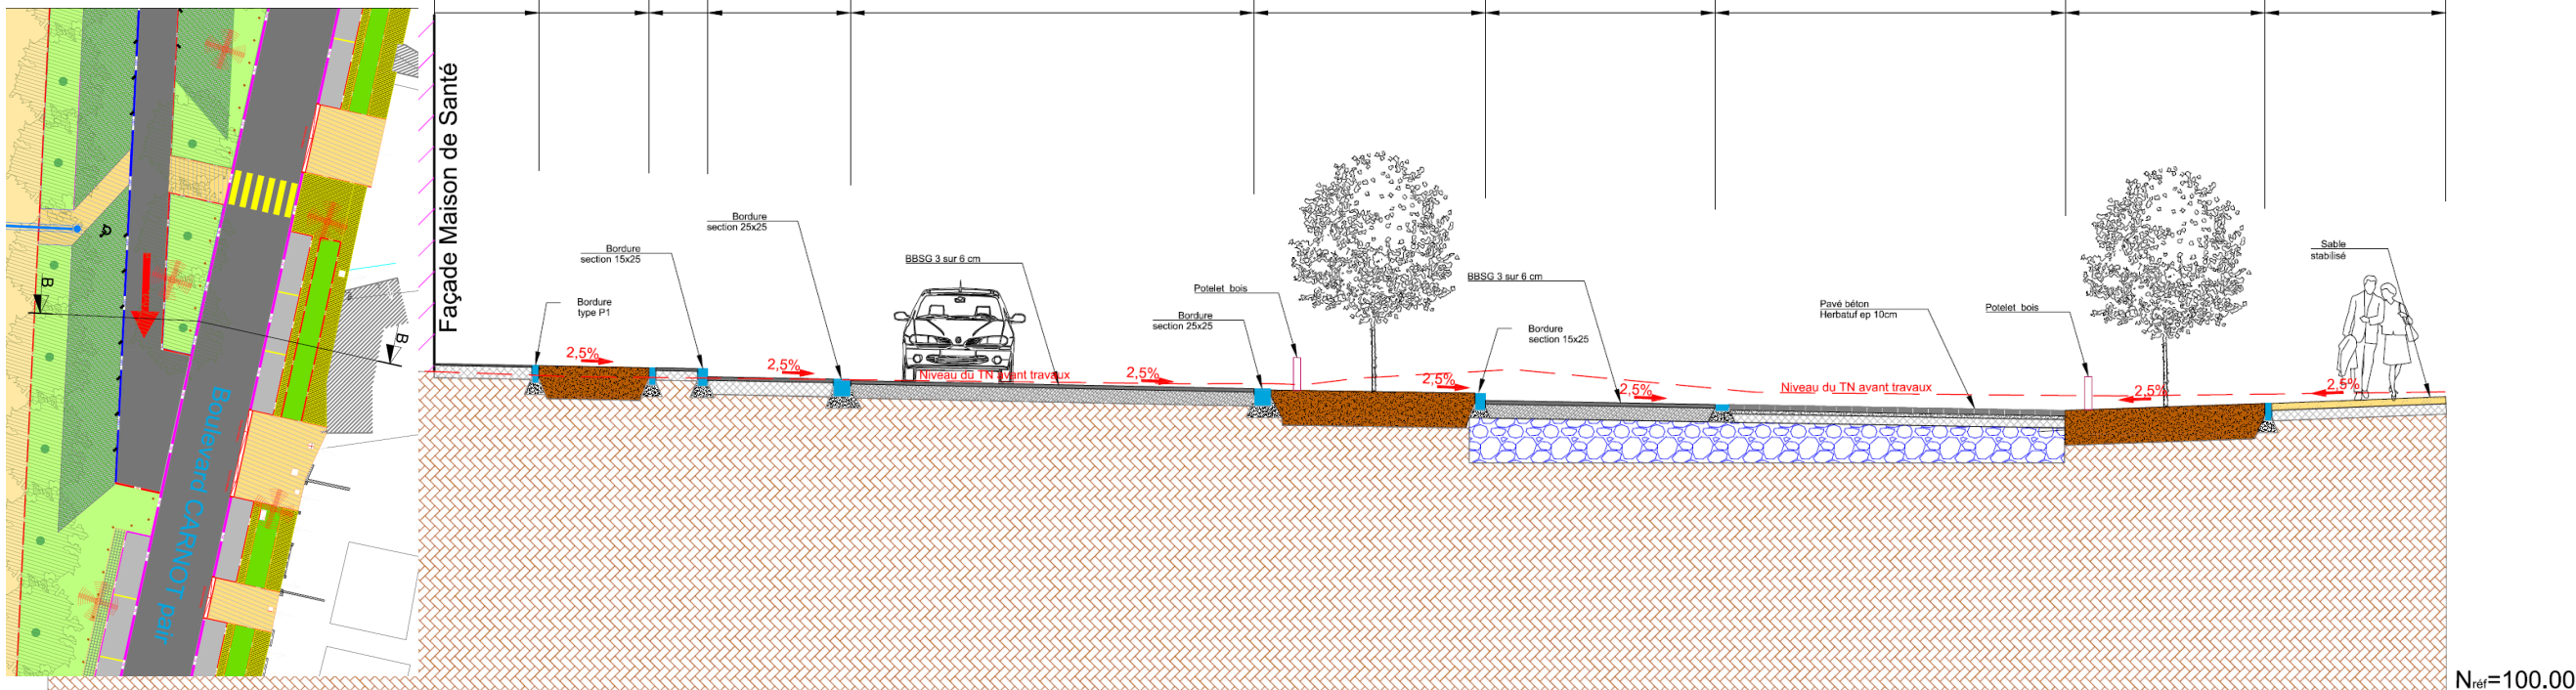 Façade Maison de Santé
Bordure
type P1
Bordure
section 15x25
Bordure
section 25x25
BBSG 3 sur 6 cm
Bordure
section 25x25
Potelet bois
BBSG 3 sur 6 cm
Bordure
section 15x25
Pavé béton
Herbatuf ep 10cm
Potelet bois
Sable
stabilisé
2,5%
2,5%
Niveau du TN avant travaux
2,5%
2,5%
2,5%
Niveau du TN avant travaux
2,5%
2,5%
B
B
Boulevard CARNOT pair
Nréf=100.00